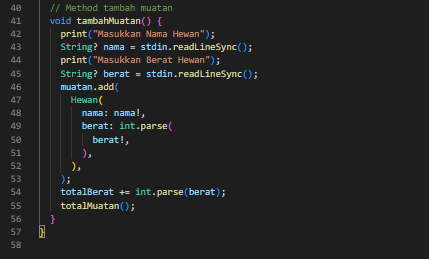 40 // Method tambah muatan
41 void tambahMuatan() {
42 print("Masukkan Nama Hewan");
43 String? nama = stdin.readLineSync();
44 print("Masukkan Berat Hewan");
45 String? berat = stdin.readLineSync();
46 muatan.add(
47 Hewan(
48 nama: nama!,
49 berat: int.parse(
50 berat!,
51 ),
52 ),
53 );
54 totalBerat += int.parse(berat);
55 totalMuatan();
56 }
57 }
58